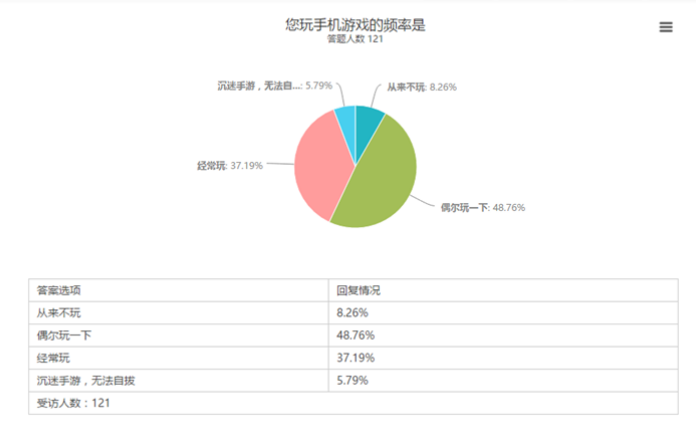 您玩手机游戏的频率是
答题人数 121
沉迷手游，无法自...: 5.79%
从来不玩: 8.26%
经常玩: 37.19%
偶尔玩一下: 48.76%
答案选项 回复情况
从来不玩 8.26%
偶尔玩一下 48.76%
经常玩 37.19%
沉迷手游，无法自拔 5.79%
受访人数：121